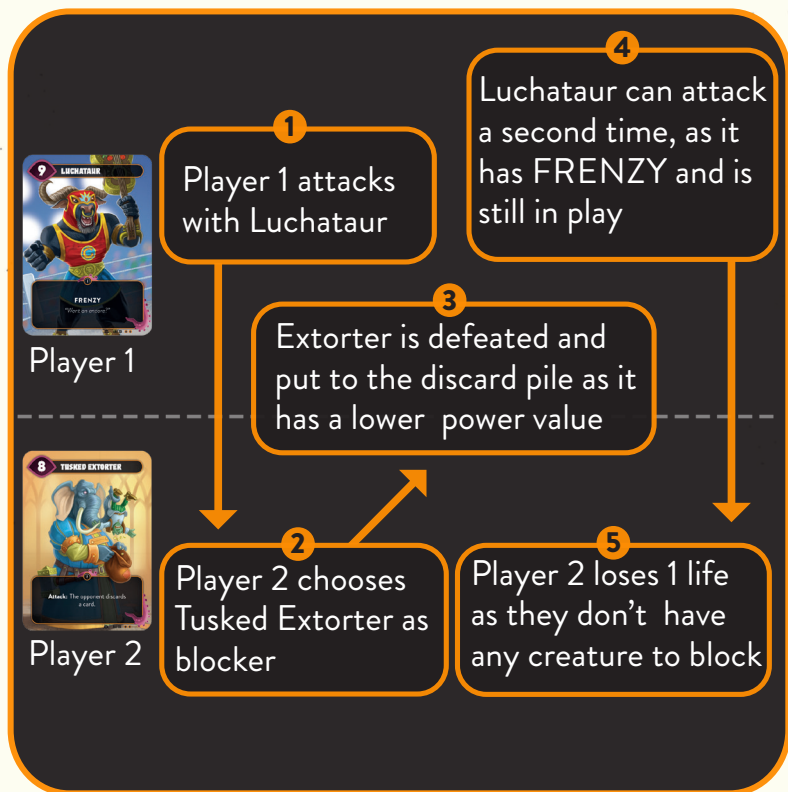 1
Player 1 attacks
with Luchataur
4
Luchataur can attack
a second time, as it
has FRENZY and is
still in play
9 LUCHATAUR
FRENZY
"Want an encore?"
Player 1
3
Extorter is defeated and
put to the discard pile as it
has a lower power value
8 TUSKED EXTORTER
Attack: The opponent discards
a card.
Player 2
2
Player 2 chooses
Tusked Extorter as
blocker
5
Player 2 loses 1 life
as they don’t have
any creature to block